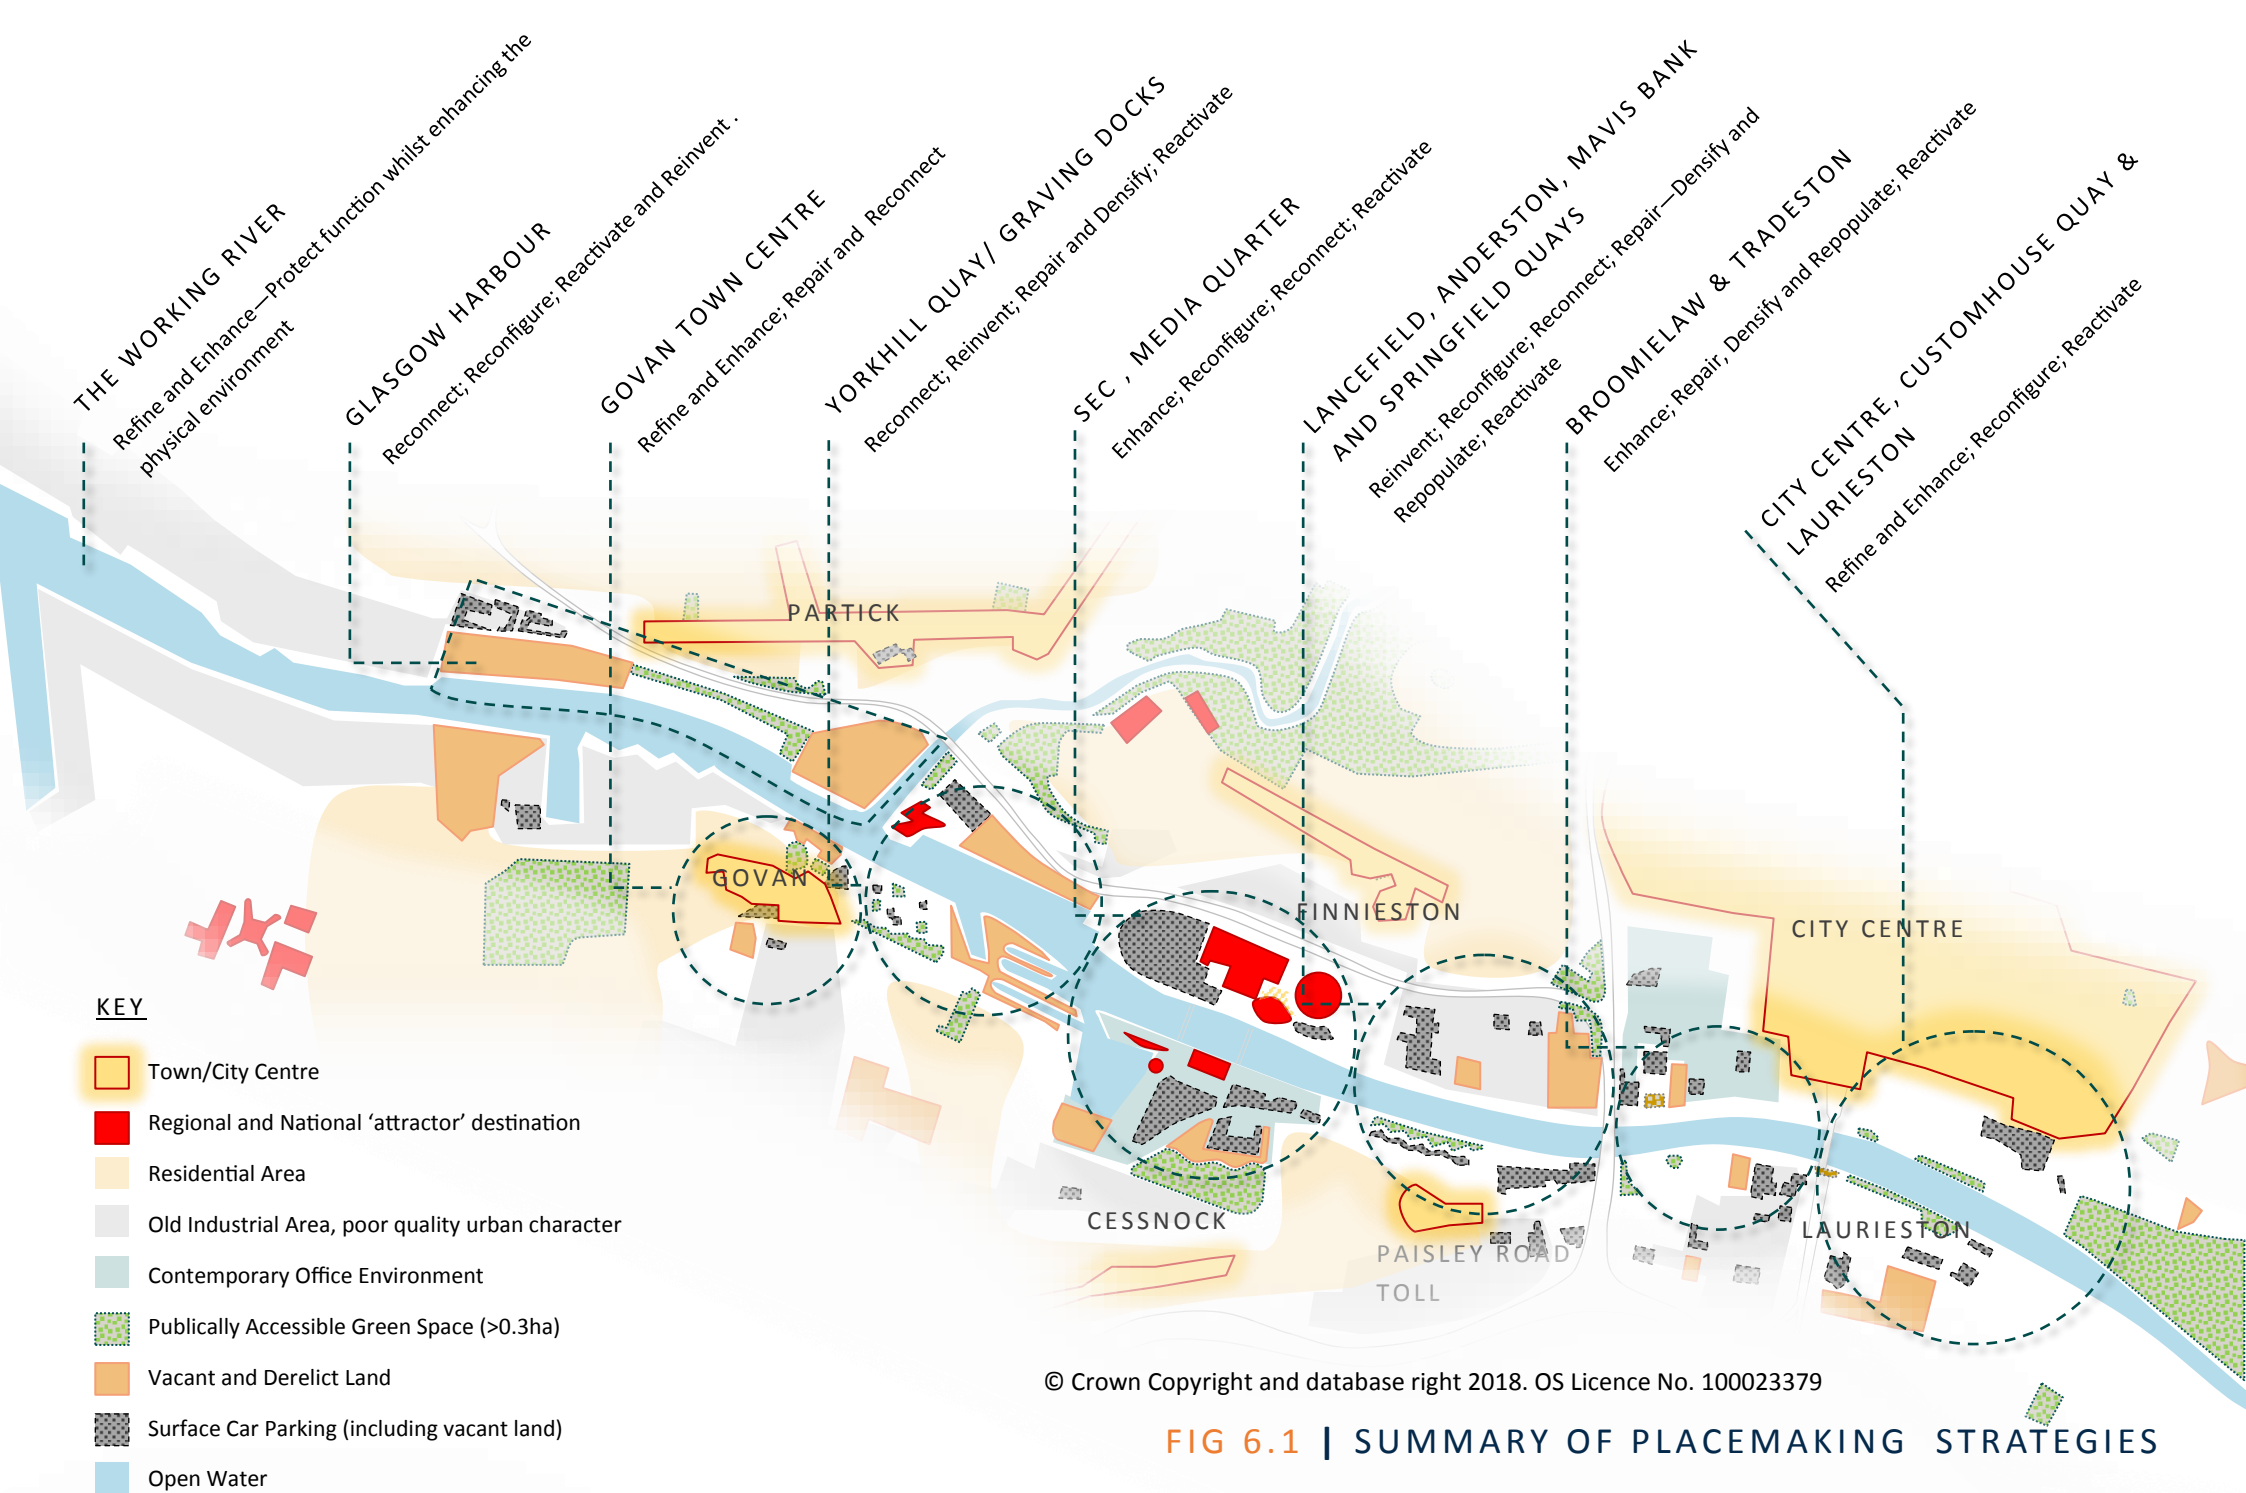 THE WORKING RIVER
Refine and Enhance—Protect function whilst enhancing the
physical environment
GLASGOW HARBOUR
Reconnect; Reconfigure; Reactivate and Reinvent .
GOVAN TOWN CENTRE
Refine and Enhance; Repair and Reconnect
YORKHILL QUAY/ GRAVING DOCKS
Reconnect; Reinvent; Repair and Densify; Reactivate
SEC , MEDIA QUARTER
Enhance; Reconfigure; Reconnect; Reactivate
LANCEFIELD, ANDERSTON, MAVIS BANK
AND SPRINGFIELD QUAYS
Reinvent; Reconfigure; Reconnect; Repair—Densify and
Repopulate; Reactivate
BROOMIELAW & TRADESTON
Enhance; Repair, Densify and Repopulate; Reactivate
CITY CENTRE, CUSTOMHOUSE QUAY &
LAURIESTON
Refine and Enhance; Reconfigure; Reactivate
PARTICK
GOVAN
FINNIESTON
CITY CENTRE
CESSNOCK
PAISLEY ROAD
TOLL
LAURIESTON
KEY
Town/City Centre
Regional and National ‘attractor’ destination
Residential Area
Old Industrial Area, poor quality urban character
Contemporary Office Environment
Publically Accessible Green Space (>0.3ha)
Vacant and Derelict Land
Surface Car Parking (including vacant land)
Open Water
© Crown Copyright and database right 2018. OS Licence No. 100023379
FIG 6.1 | SUMMARY OF PLACEMAKING STRATEGIES